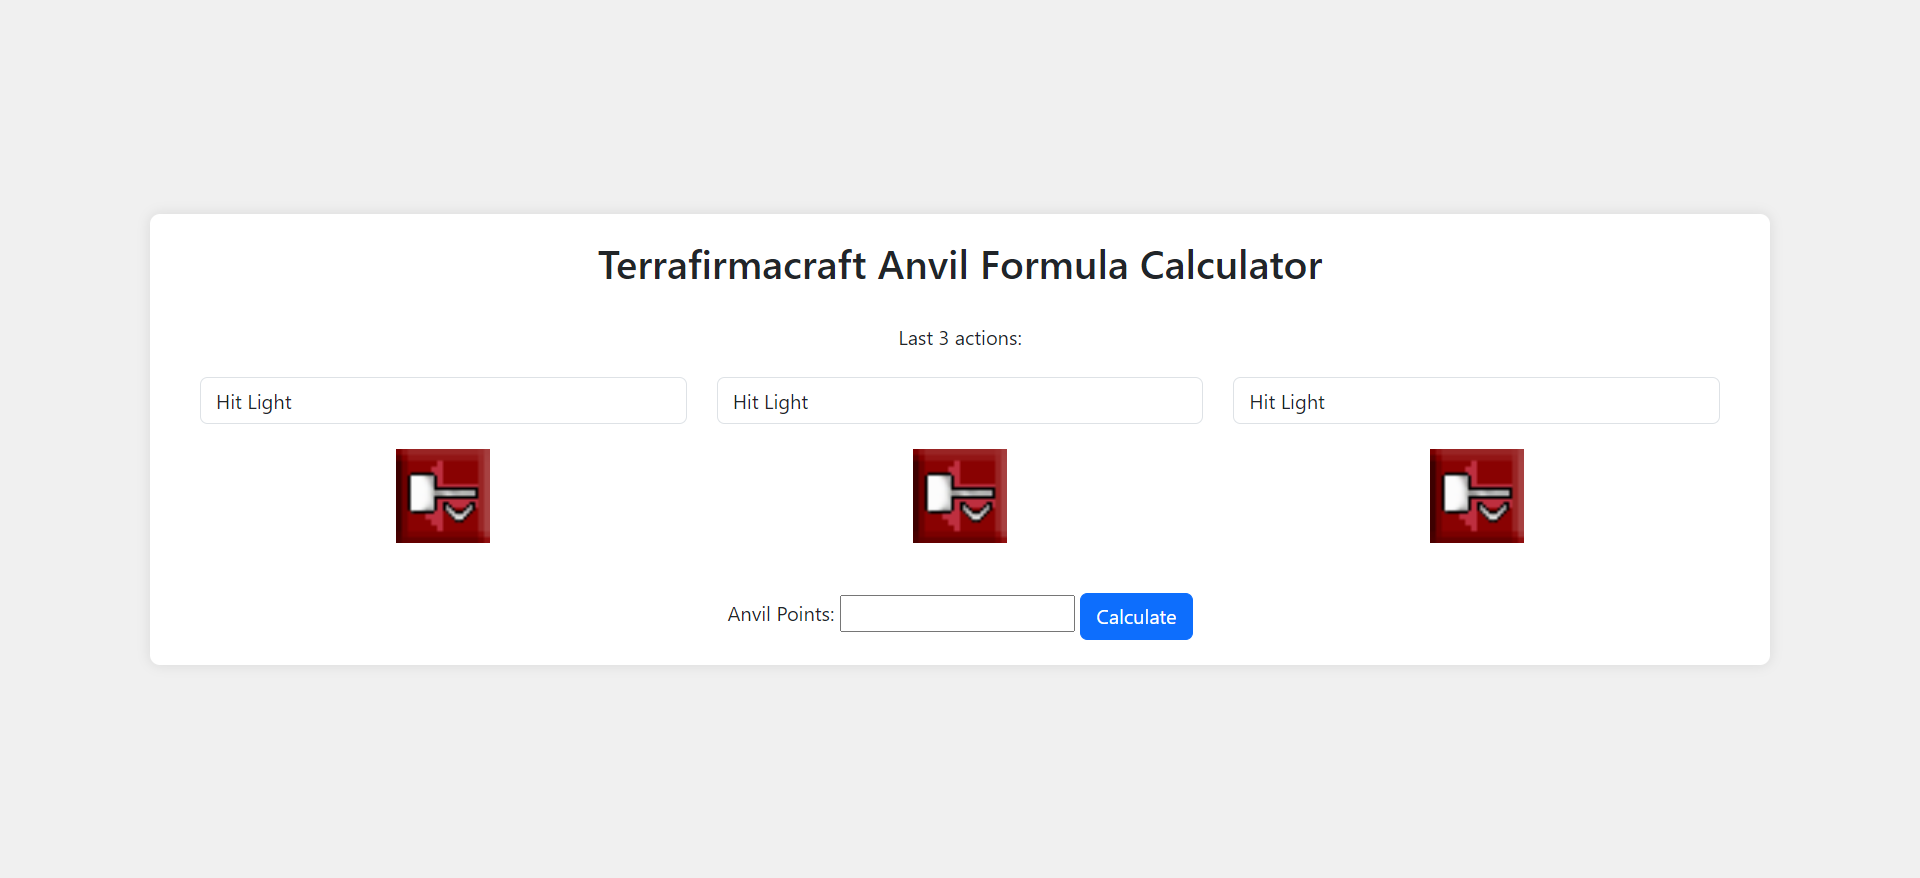 Terrafirmacraft Anvil Formula Calculator
Last 3 actions:
Hit Light
Hit Light
Hit Light
Anvil Points:
Calculate